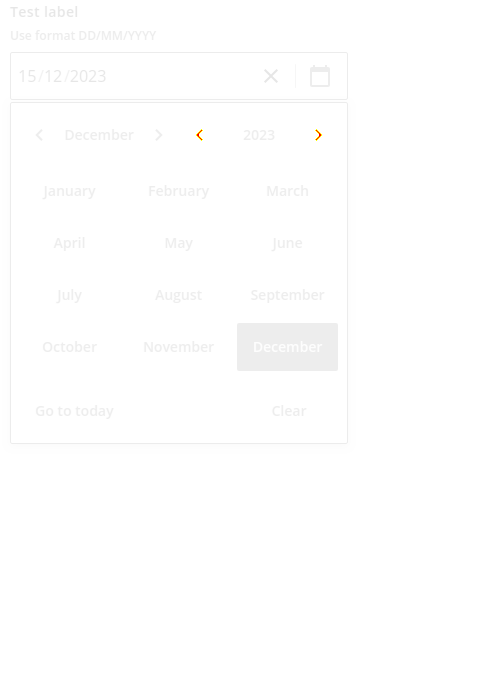 Test label
Use format DD/MM/YYYY
15/12/2023
December 2023
January February March
April May June
July August September
October November December
Go to today Clear